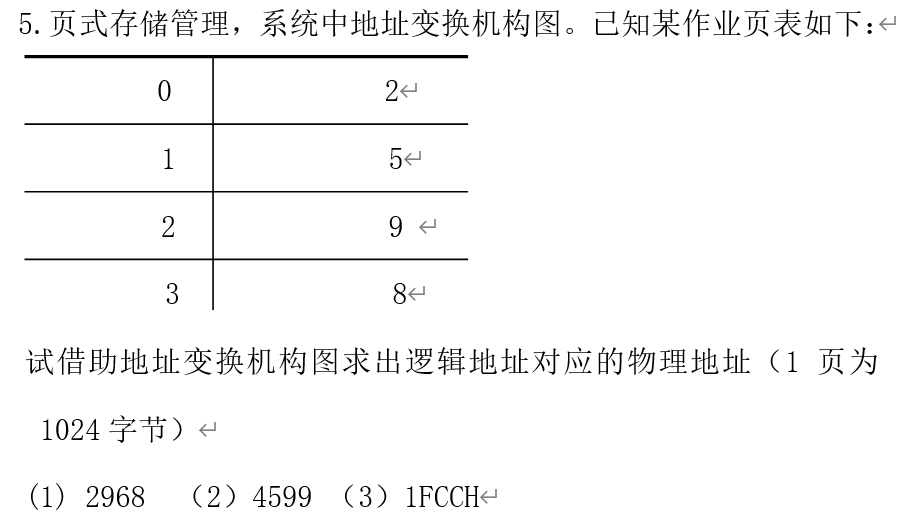 5.页式存储管理，系统中地址变换机构图。已知某作业页表如下：↵
0 2↵
1 5↵
2 9 ↵
3 8↵
试借助地址变换机构图求出逻辑地址对应的物理地址（1 页为
1024 字节）↵
(1) 2968 （2）4599 （3）1FCCH↵